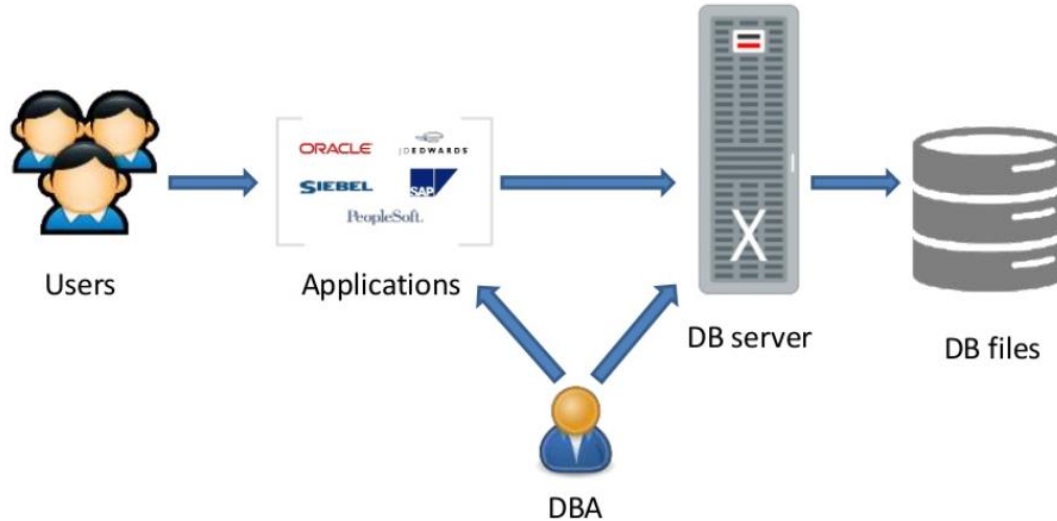 ORACLE
JDEDWARDS
SIEBEL
SAP
PeopleSoft.
X
Users
Applications
DB server
DB files
DBA